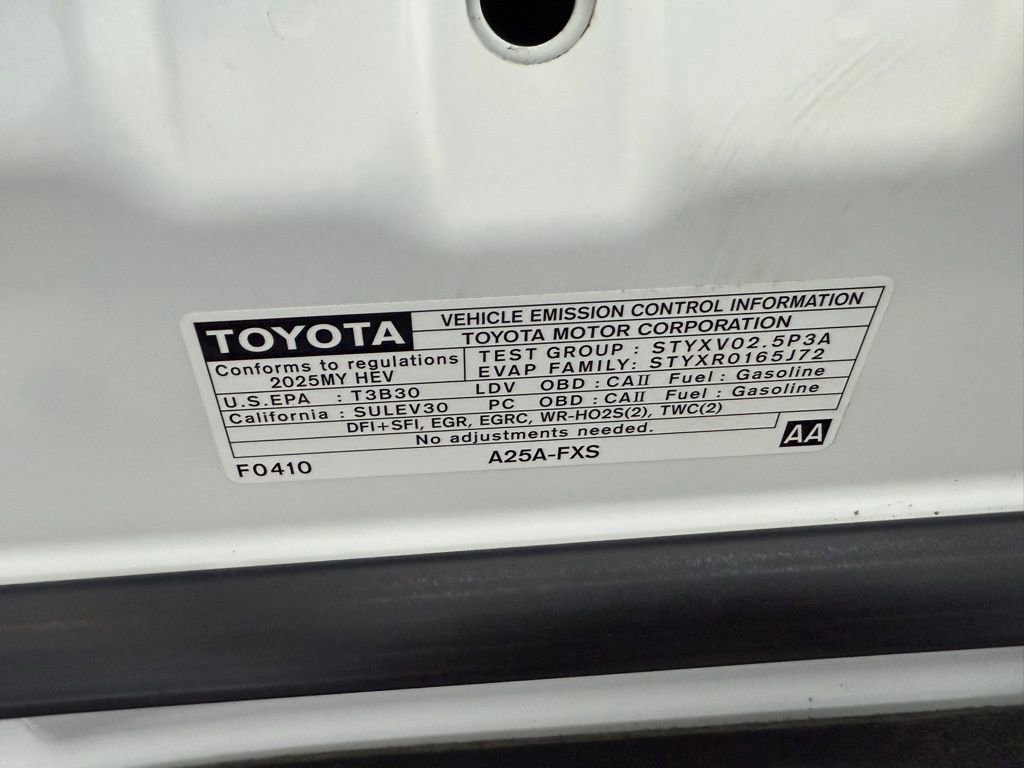 TOYOTA
VEHICLE EMISSION CONTROL INFORMATION
TOYOTA MOTOR CORPORATION
Conforms to regulations
2025MY HEV
TEST GROUP : STYXV02.5P3A
EVAP FAMILY: STYXR0165J72
U.S.EPA : T3B30 LDV OBD : CAII Fuel : Gasoline
California : SULEV30 PC OBD : CAII Fuel : Gasoline
DFI+SFI, EGR, EGRC, WR-HO2S(2), TWC(2)
No adjustments needed.
AA
F0410 A25A-FXS